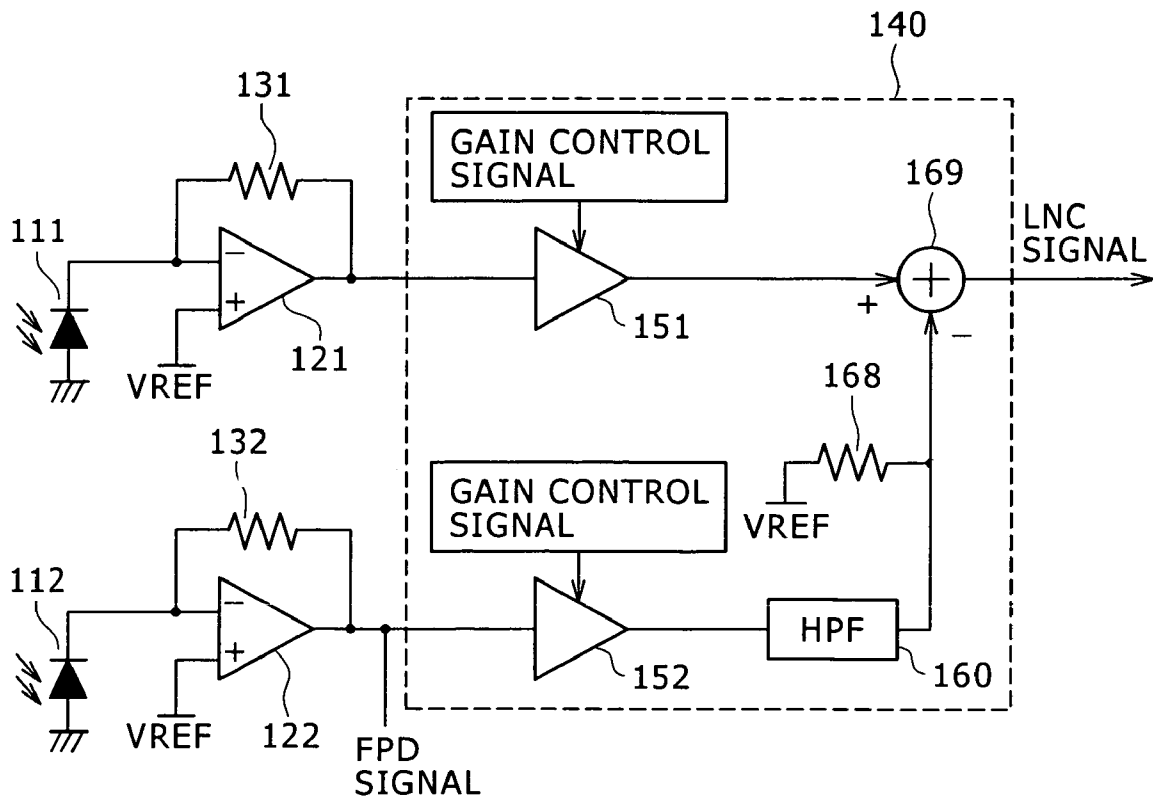 140
131
GAIN CONTROL
SIGNAL
169
111
LNC
SIGNAL
−
+
+
+
−
121
151
VREF
168
132
GAIN CONTROL
SIGNAL
VREF
112
−
+
HPF
152
160
VREF
122
FPD
SIGNAL